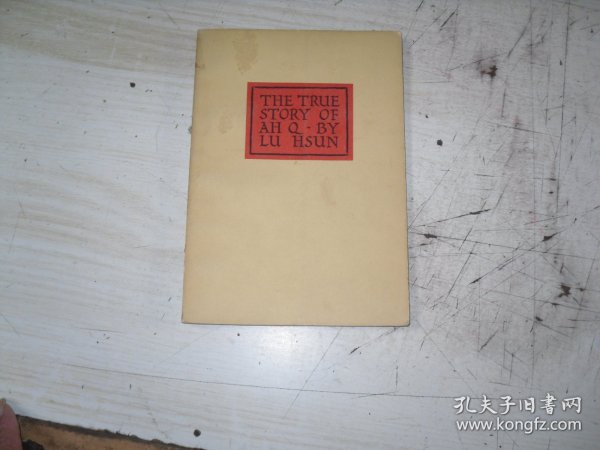 THE TRUE
STORY OF
AH Q · BY
LU HSUN
孔夫子旧书网
www.kongfz.com